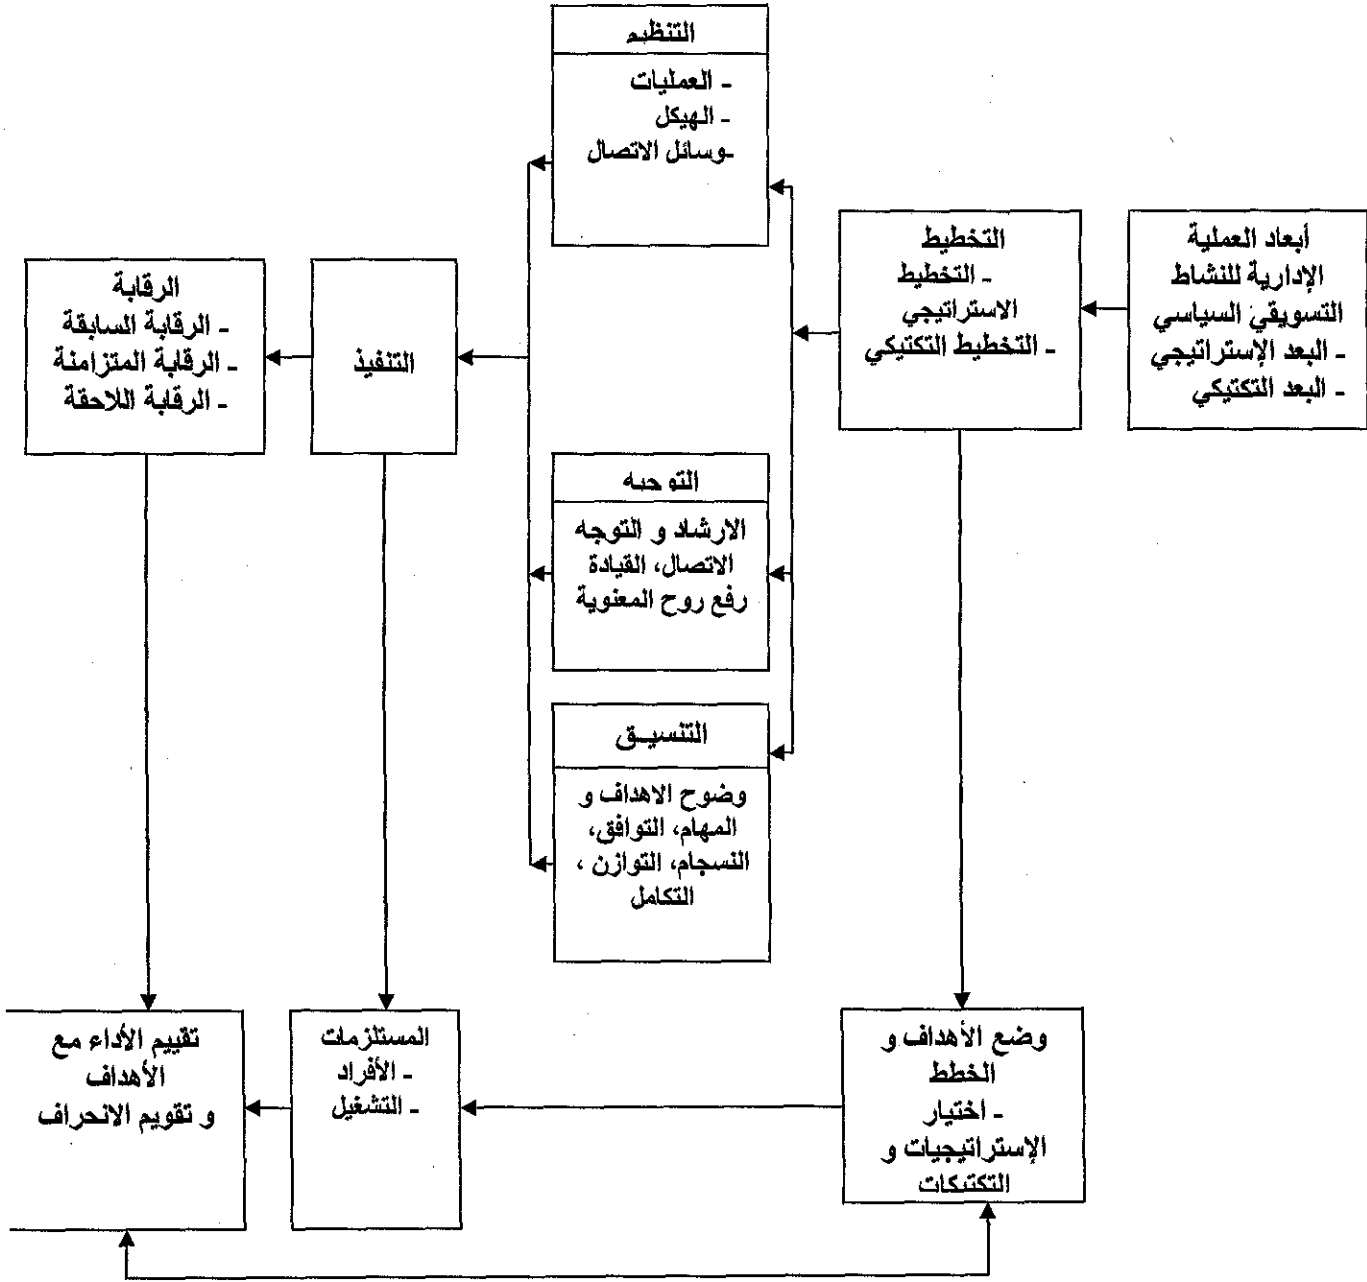 أبعاد العملية
الإدارية للنشاط
التسويقي السياسي
- البعد الإستراتيجي
- البعد التكتيكي
التخطيط
- التخطيط
الاستراتيجي
- التخطيط التكتيكي
التنظيم
- العمليات
- الهيكل
-وسائل الاتصال
التوجيه
الارشاد و التوجه
الاتصال، القيادة
رفع روح المعنوية
التنسيــق
وضوح الاهداف و
المهام، التوافق،
النسجام، التوازن ،
التكامل
التنفيذ
الرقابة
- الرقابة السابقة
- الرقابة المتزامنة
- الرقابة اللاحقة
وضع الأهداف و
الخطط
- اختيار
الإستراتيجيات و
التكتيكات
المستلزمات
- الأفراد
- التشغيل
تقييم الأداء مع
الأهداف
و تقويم الانحراف